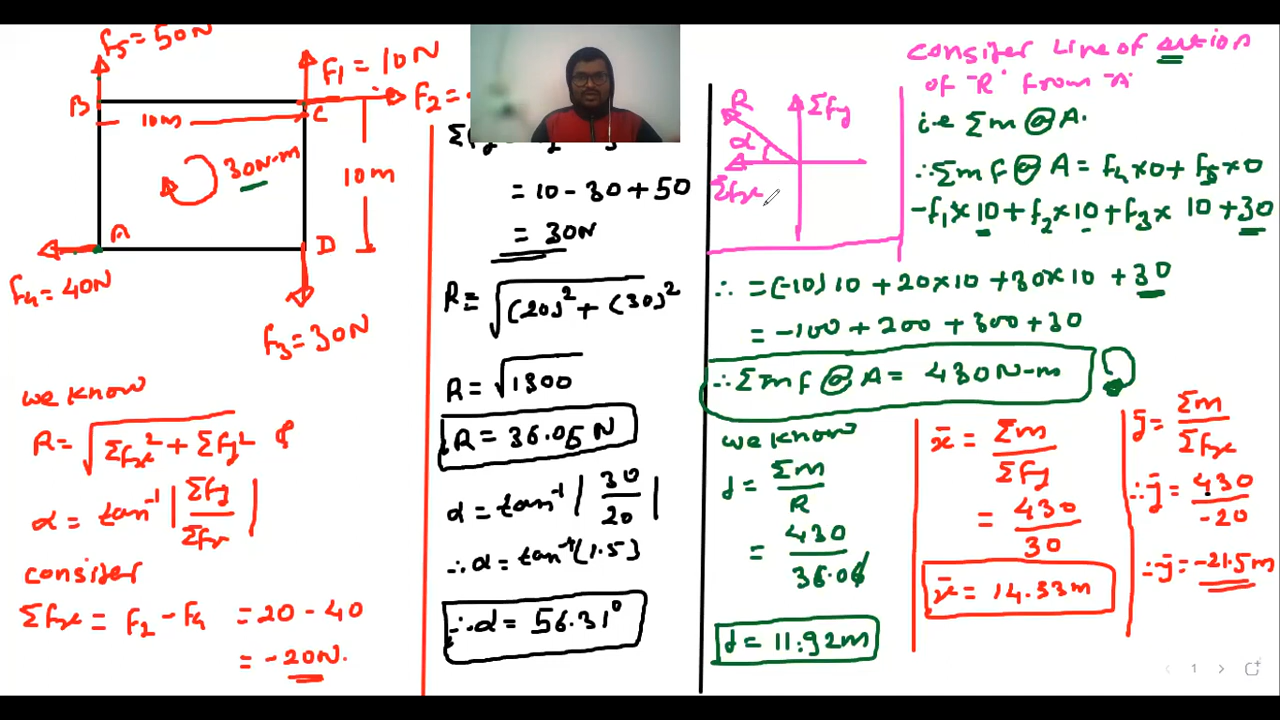 F5 = 50N
F1 = 10N
B
10m
C
F2 =
30N-m
10m
A
D
F4 = 40N
F3 = 30N
we know
R = √ΣFx² + ΣFy² &
α = tan⁻¹ | ΣFy / ΣFx |
consider
ΣFx = F2 - F4 = 20 - 40
= -20N.
= 10 - 30 + 50
= 30N
R = √(20)² + (30)²
R = √1300
R = 36.05 N
α = tan⁻¹ | 30 / 20 |
∴ α = tan⁻¹ (1.5)
∴ α = 56.31°
R
ΣFy
α
ΣFx
consider Line of action
of "R" from "A"
i.e Σm @ A.
∴ ΣmF @ A = F4 x 0 + F5 x 0
-F1 x 10 + F2 x 10 + F3 x 10 + 30
∴ = (-10) 10 + 20 x 10 + 30 x 10 + 30
= -100 + 200 + 300 + 30
∴ ΣmF @ A = 430 N-m
we know
d = Σm / R
= 430 / 36.06
d = 11.92m
x̄ = Σm / ΣFy
= 430 / 30
x̄ = 14.33m
ȳ = Σm / ΣFx
∴ ȳ = 430 / -20
∴ ȳ = -21.5m
1